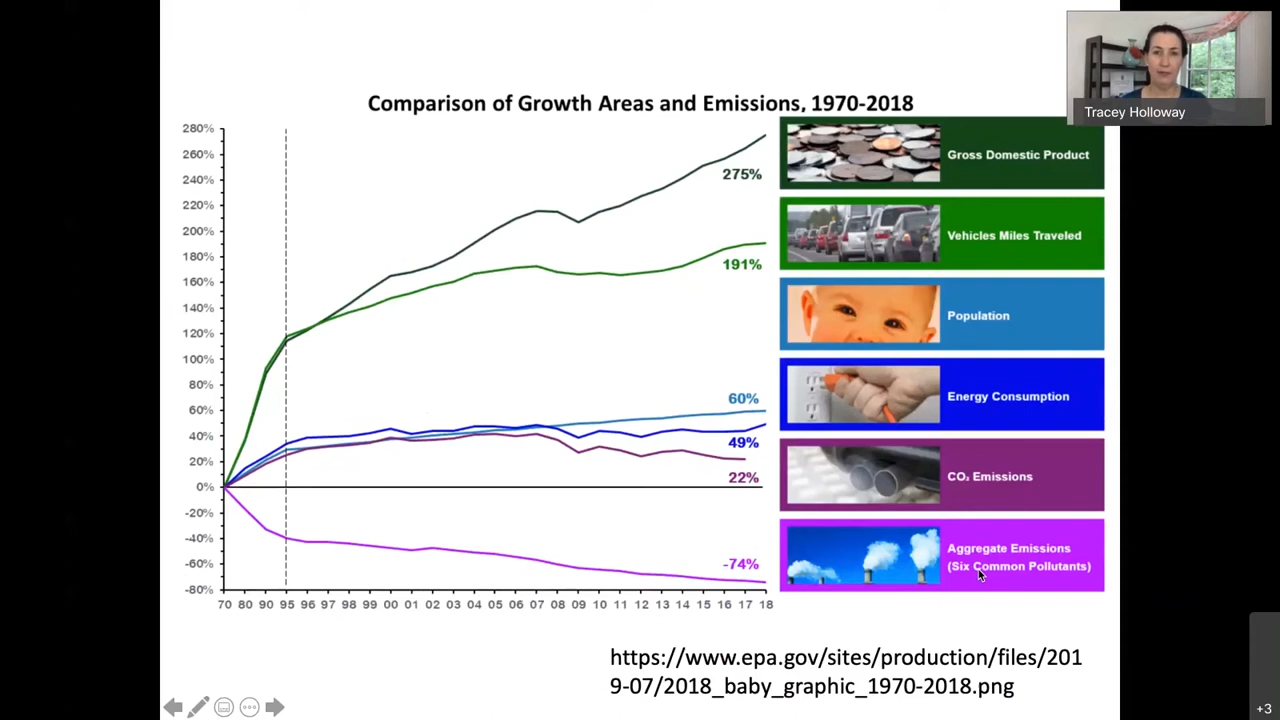 Tracey Holloway
Comparison of Growth Areas and Emissions, 1970-2018
280%
260%
240%
220%
200%
180%
160%
140%
120%
100%
80%
60%
40%
20%
0%
-20%
-40%
-60%
-80%
275%
191%
60%
49%
22%
-74%
70 80 90 95 96 97 98 99 00 01 02 03 04 05 06 07 08 09 10 11 12 13 14 15 16 17 18
Gross Domestic Product
Vehicles Miles Traveled
Population
Energy Consumption
CO₂ Emissions
Aggregate Emissions
(Six Common Pollutants)
https://www.epa.gov/sites/production/files/201
9-07/2018_baby_graphic_1970-2018.png
+3